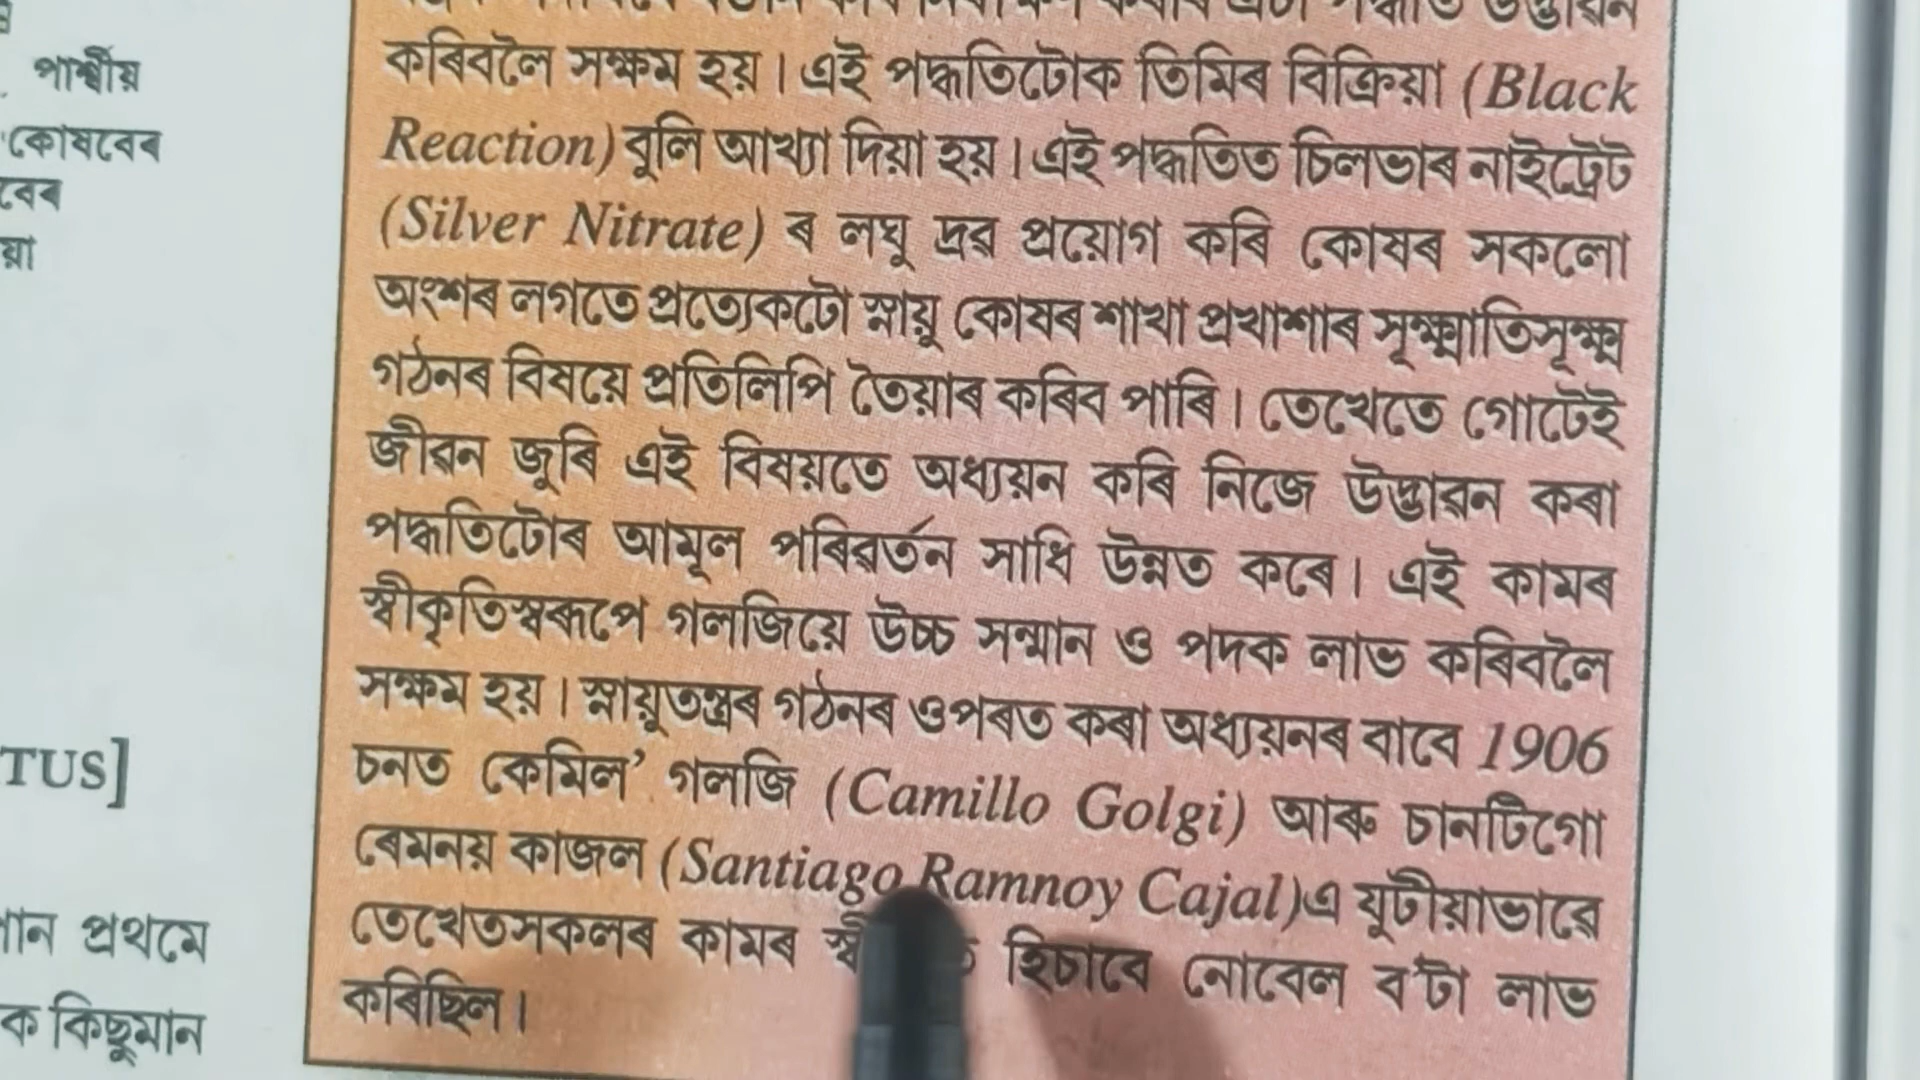 পাৰ্শ্বীয়
কোষবেৰ
বেৰ
য়া
TUS]
প্ৰথমে
ক কিছুমান
উদ্ভাৱন
কৰিবলৈ সক্ষম হয়। এই পদ্ধতিটোক তিমিৰ বিক্ৰিয়া (Black
Reaction) বুলি আখ্যা দিয়া হয়। এই পদ্ধতিত চিলভাৰ নাইট্ৰেট
(Silver Nitrate) ৰ লঘু দ্ৰৱ প্ৰয়োগ কৰি কোষৰ সকলো
অংশৰ লগতে প্ৰত্যেকটো স্নায়ু কোষৰ শাখা প্ৰখাশাৰ সূক্ষ্মাতিসূক্ষ্ম
গঠনৰ বিষয়ে প্ৰতিলিপি তৈয়াৰ কৰিব পাৰি। তেখেতে গোটেই
জীৱন জুৰি এই বিষয়তে অধ্যয়ন কৰি নিজে উদ্ভাৱন কৰা
পদ্ধতিটোৰ আমূল পৰিৱৰ্তন সাধি উন্নত কৰে। এই কামৰ
স্বীকৃতিস্বৰূপে গলজিয়ে উচ্চ সন্মান ও পদক লাভ কৰিবলৈ
সক্ষম হয়। স্নায়ুতন্ত্ৰৰ গঠনৰ ওপৰত কৰা অধ্যয়নৰ বাবে 1906
চনত কেমিল’ গলজি (Camillo Golgi) আৰু চানটিগো
ৰেমনয় কাজল (Santiago Ramnoy Cajal)এ যুটীয়াভাৱে
তেখেতসকলৰ কামৰ হিচাবে নোবেল ব'টা লাভ
কৰিছিল।